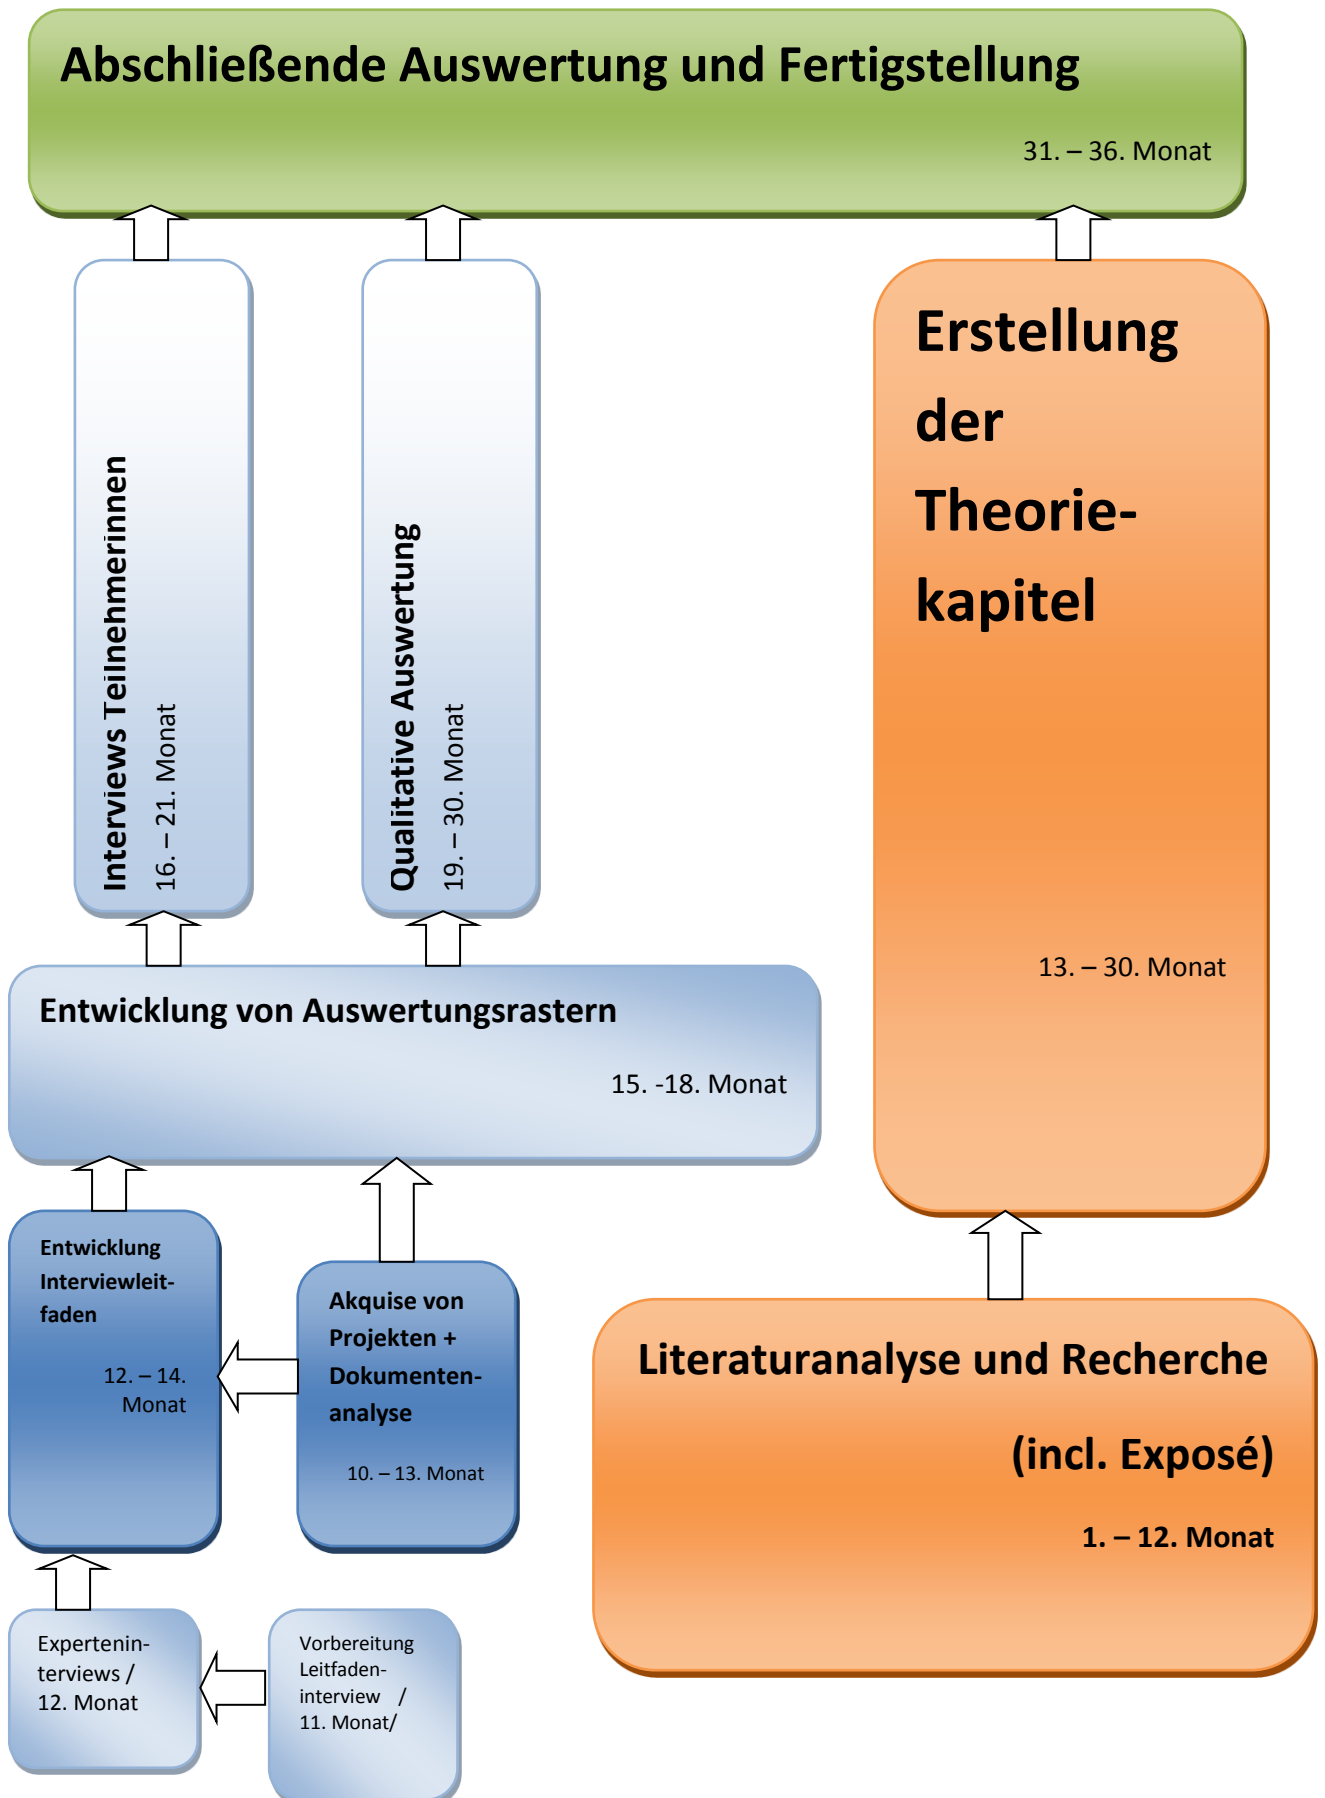 Abschließende Auswertung und Fertigstellung
31. – 36. Monat
Interviews Teilnehmerinnen
16. – 21. Monat
Qualitative Auswertung
19. – 30. Monat
Erstellung
der
Theorie-
kapitel
13. – 30. Monat
Entwicklung von Auswertungsrastern
15. -18. Monat
Entwicklung
Interviewleit-
faden
12. – 14.
Monat
Akquise von
Projekten +
Dokumenten-
analyse
10. – 13. Monat
Literaturanalyse und Recherche
(incl. Exposé)
1. – 12. Monat
Expertenin-
terviews /
12. Monat
Vorbereitung
Leitfaden-
interview /
11. Monat/